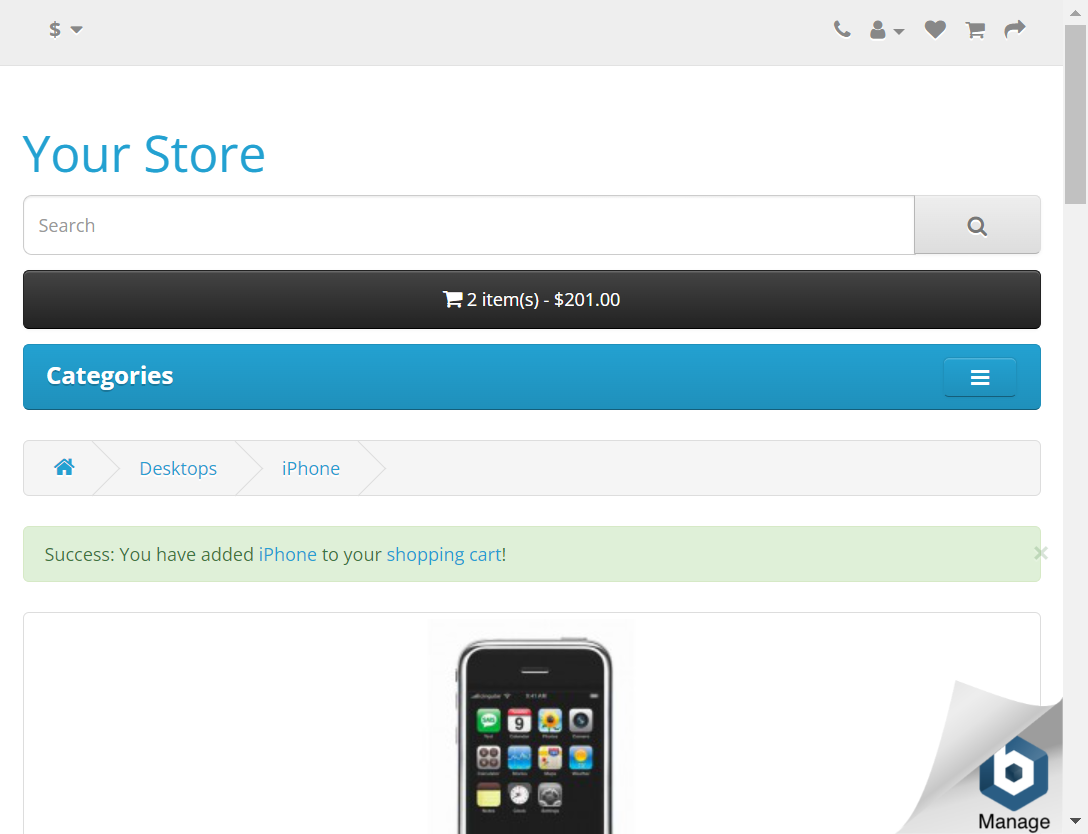 $
Your Store
Search
2 item(s) - $201.00
Categories
Desktops
iPhone
Success: You have added iPhone to your shopping cart!
×
9
Manage